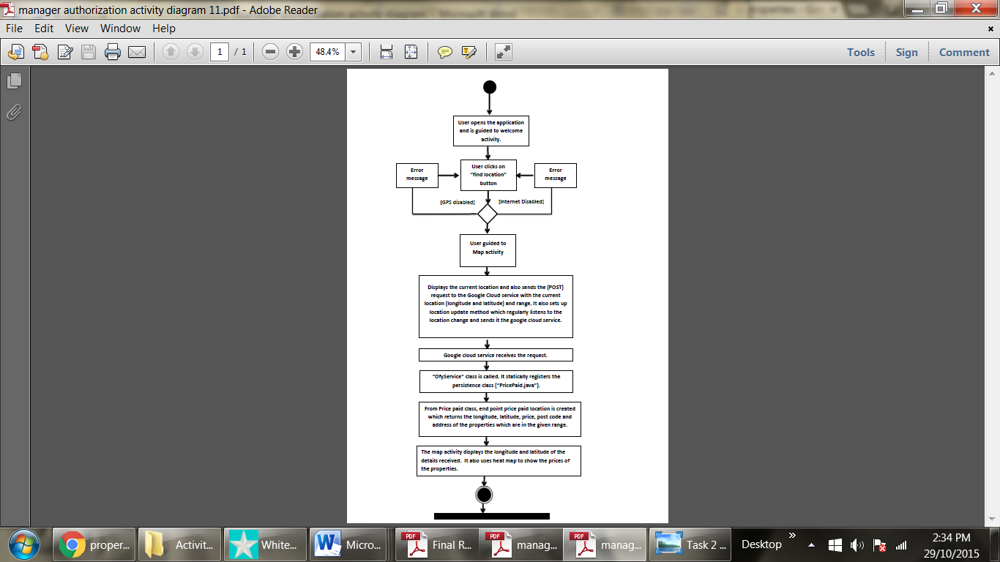 manager authorization activity diagram 11.pdf - Adobe Reader
File Edit View Window Help
1 / 1 48.4% Tools Sign Comment
User opens the application
and is guided to welcome
activity.
Error
message
User clicks on
“find location”
button
Error
message
[GPS disabled] [Internet Disabled]
User guided to
Map activity
Displays the current location and also sends the (POST)
request to the Google Cloud service with the current
location (longitude and latitude) and range. It also sets up
location update method which regularly listens to the
location change and sends it the google cloud service.
Google cloud service receives the request.
“OfyService” class is called. It statically registers the
persistence class (“PricePaid.java”).
From Price paid class, end point price paid location is created
which returns the longitude, latitude, price, post code and
address of the properties which are in the given range.
The map activity displays the longitude and latitude of the
details received. It also uses heat map to show the prices of
the properties.
proper... Activit... White... Micro... Final R... manag... manag... Task 2 ... Desktop »
2:34 PM
29/10/2015